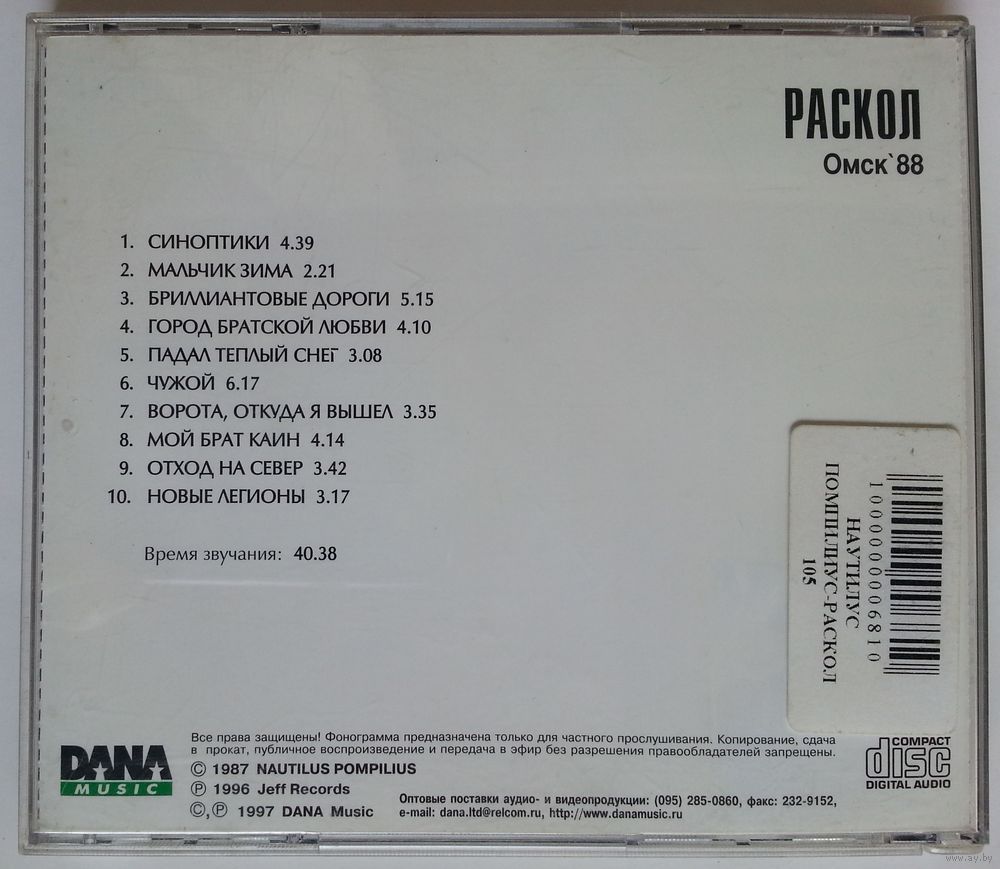 РАСКОЛ
Омск`88
1. СИНОПТИКИ 4.39
2. МАЛЬЧИК ЗИМА 2.21
3. БРИЛЛИАНТОВЫЕ ДОРОГИ 5.15
4. ГОРОД БРАТСКОЙ ЛЮБВИ 4.10
5. ПАДАЛ ТЕПЛЫЙ СНЕГ 3.08
6. ЧУЖОЙ 6.17
7. ВОРОТА, ОТКУДА Я ВЫШЕЛ 3.35
8. МОЙ БРАТ КАИН 4.14
9. ОТХОД НА СЕВЕР 3.42
10. НОВЫЕ ЛЕГИОНЫ 3.17
Время звучания: 40.38
1000000006810
НАУТИЛУС
ПОМПИЛИУС-РАСКОЛ
105
DANA
MUSIC
Все права защищены! Фонограмма предназначена только для частного прослушивания. Копирование, сдача
в прокат, публичное воспроизведение и передача в эфир без разрешения правообладателей запрещены.
© 1987 NAUTILUS POMPILIUS
℗ 1996 Jeff Records
©,℗ 1997 DANA Music
Оптовые поставки аудио- и видеопродукции: (095) 285-0860, факс: 232-9152,
e-mail: dana.ltd@relcom.ru, http://www.danamusic.ru
COMPACT
disc
DIGITAL AUDIO
www.ay.by